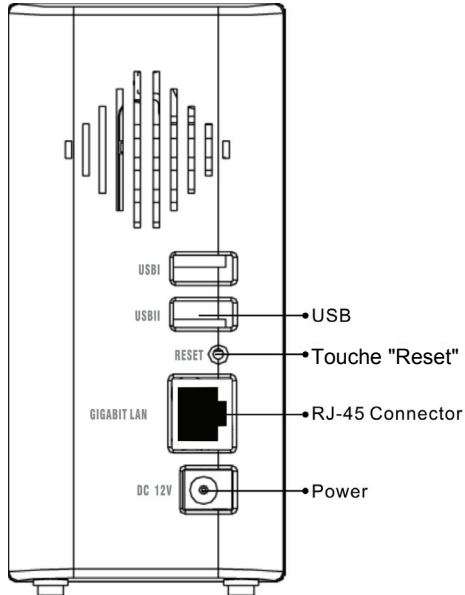 USBI
USBII
USB
RESET
Touche "Reset"
GIGABIT LAN
RJ-45 Connector
DC 12V
Power